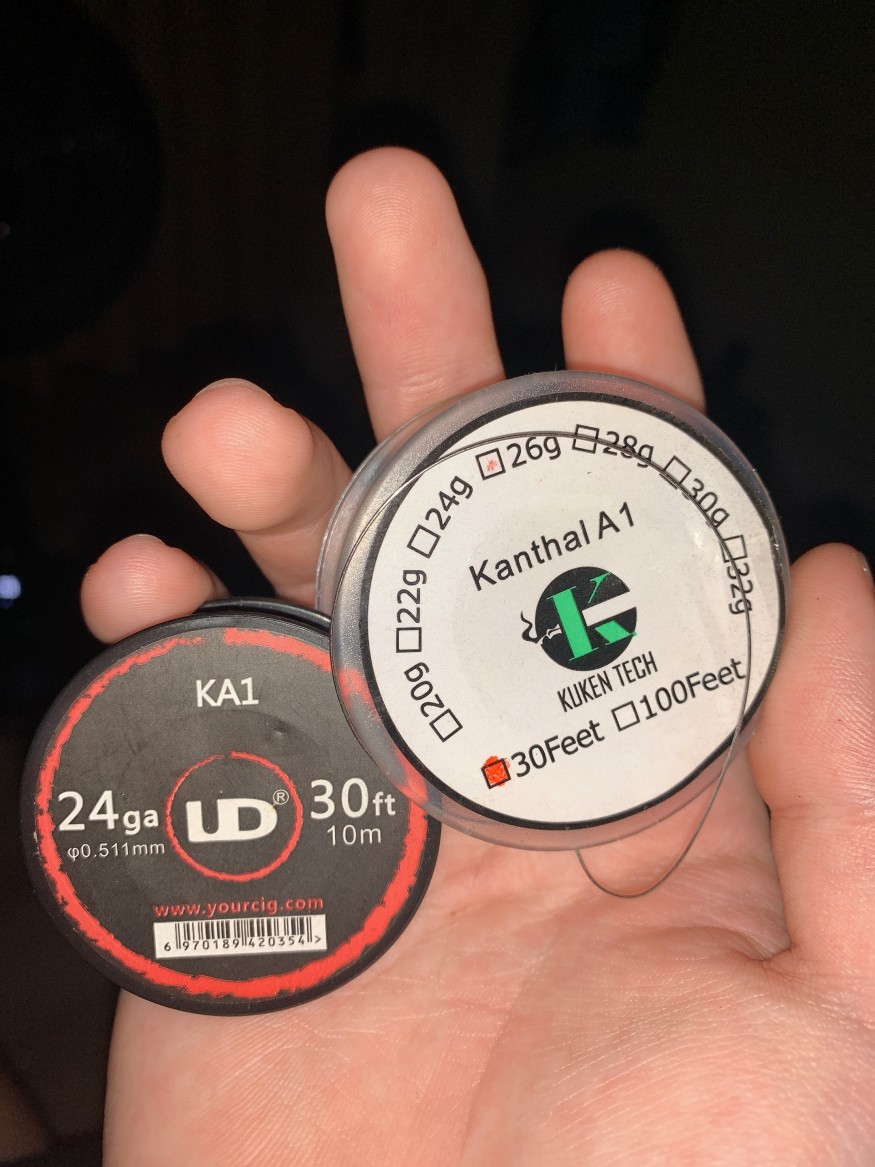 KA1
24ga
φ0.511mm
UD®
30ft
10m
www.yourcig.com
6 970189 420354 >
20g
22g
24g
26g
28g
30g
32g
Kanthal A1
K
KUKEN TECH
30Feet
100Feet